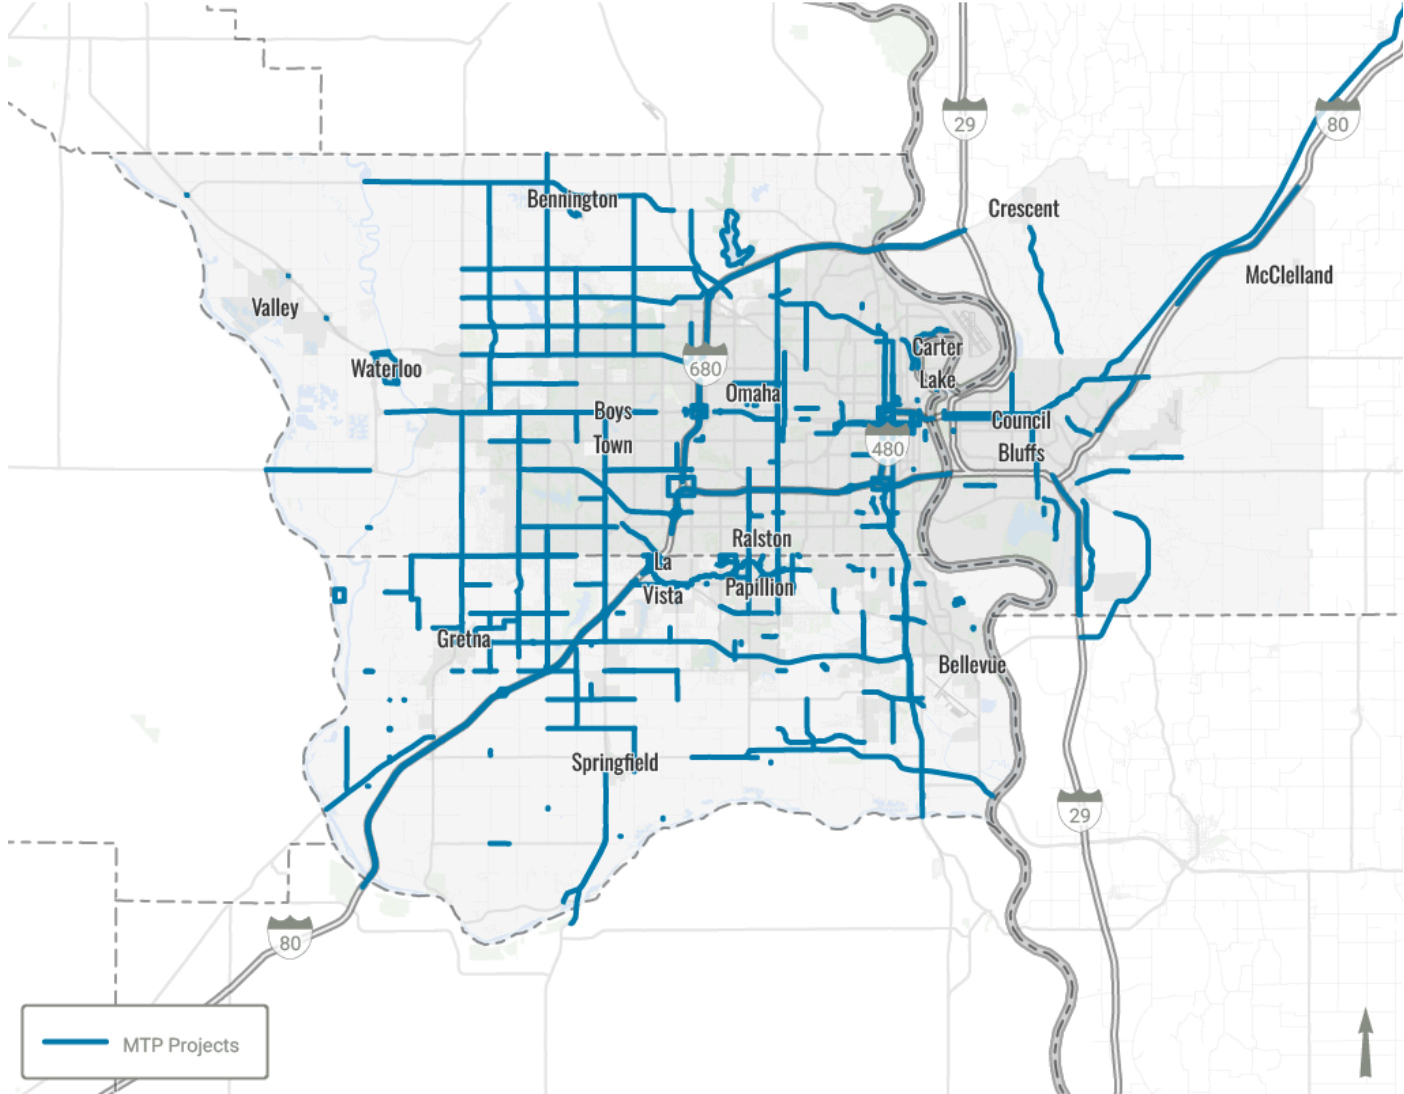 29
80
Bennington
Crescent
McClelland
Valley
Waterloo
680
Carter
Lake
Omaha
Boys
Town
480
Council
Bluffs
Ralston
La
Vista
Papillion
Gretna
Bellevue
Springfield
29
80
MTP Projects